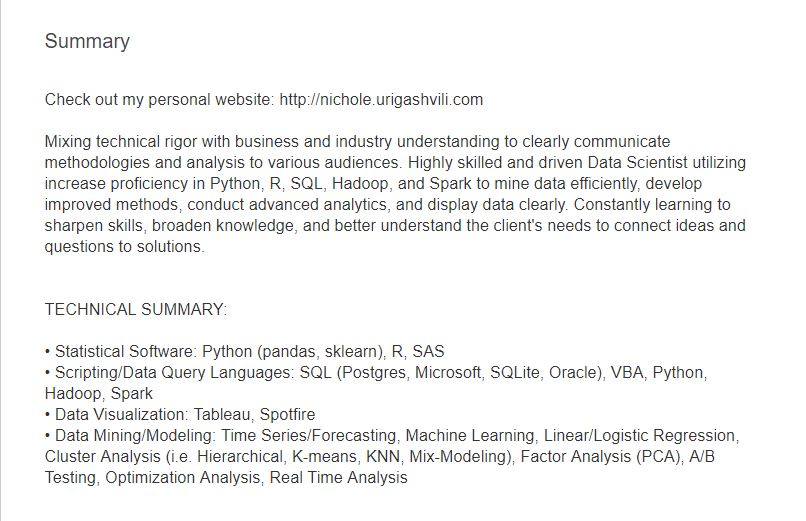 Summary
Check out my personal website: http://nichole.urigashvili.com
Mixing technical rigor with business and industry understanding to clearly communicate
methodologies and analysis to various audiences. Highly skilled and driven Data Scientist utilizing
increase proficiency in Python, R, SQL, Hadoop, and Spark to mine data efficiently, develop
improved methods, conduct advanced analytics, and display data clearly. Constantly learning to
sharpen skills, broaden knowledge, and better understand the client's needs to connect ideas and
questions to solutions.
TECHNICAL SUMMARY:
• Statistical Software: Python (pandas, sklearn), R, SAS
• Scripting/Data Query Languages: SQL (Postgres, Microsoft, SQLite, Oracle), VBA, Python,
Hadoop, Spark
• Data Visualization: Tableau, Spotfire
• Data Mining/Modeling: Time Series/Forecasting, Machine Learning, Linear/Logistic Regression,
Cluster Analysis (i.e. Hierarchical, K-means, KNN, Mix-Modeling), Factor Analysis (PCA), A/B
Testing, Optimization Analysis, Real Time Analysis